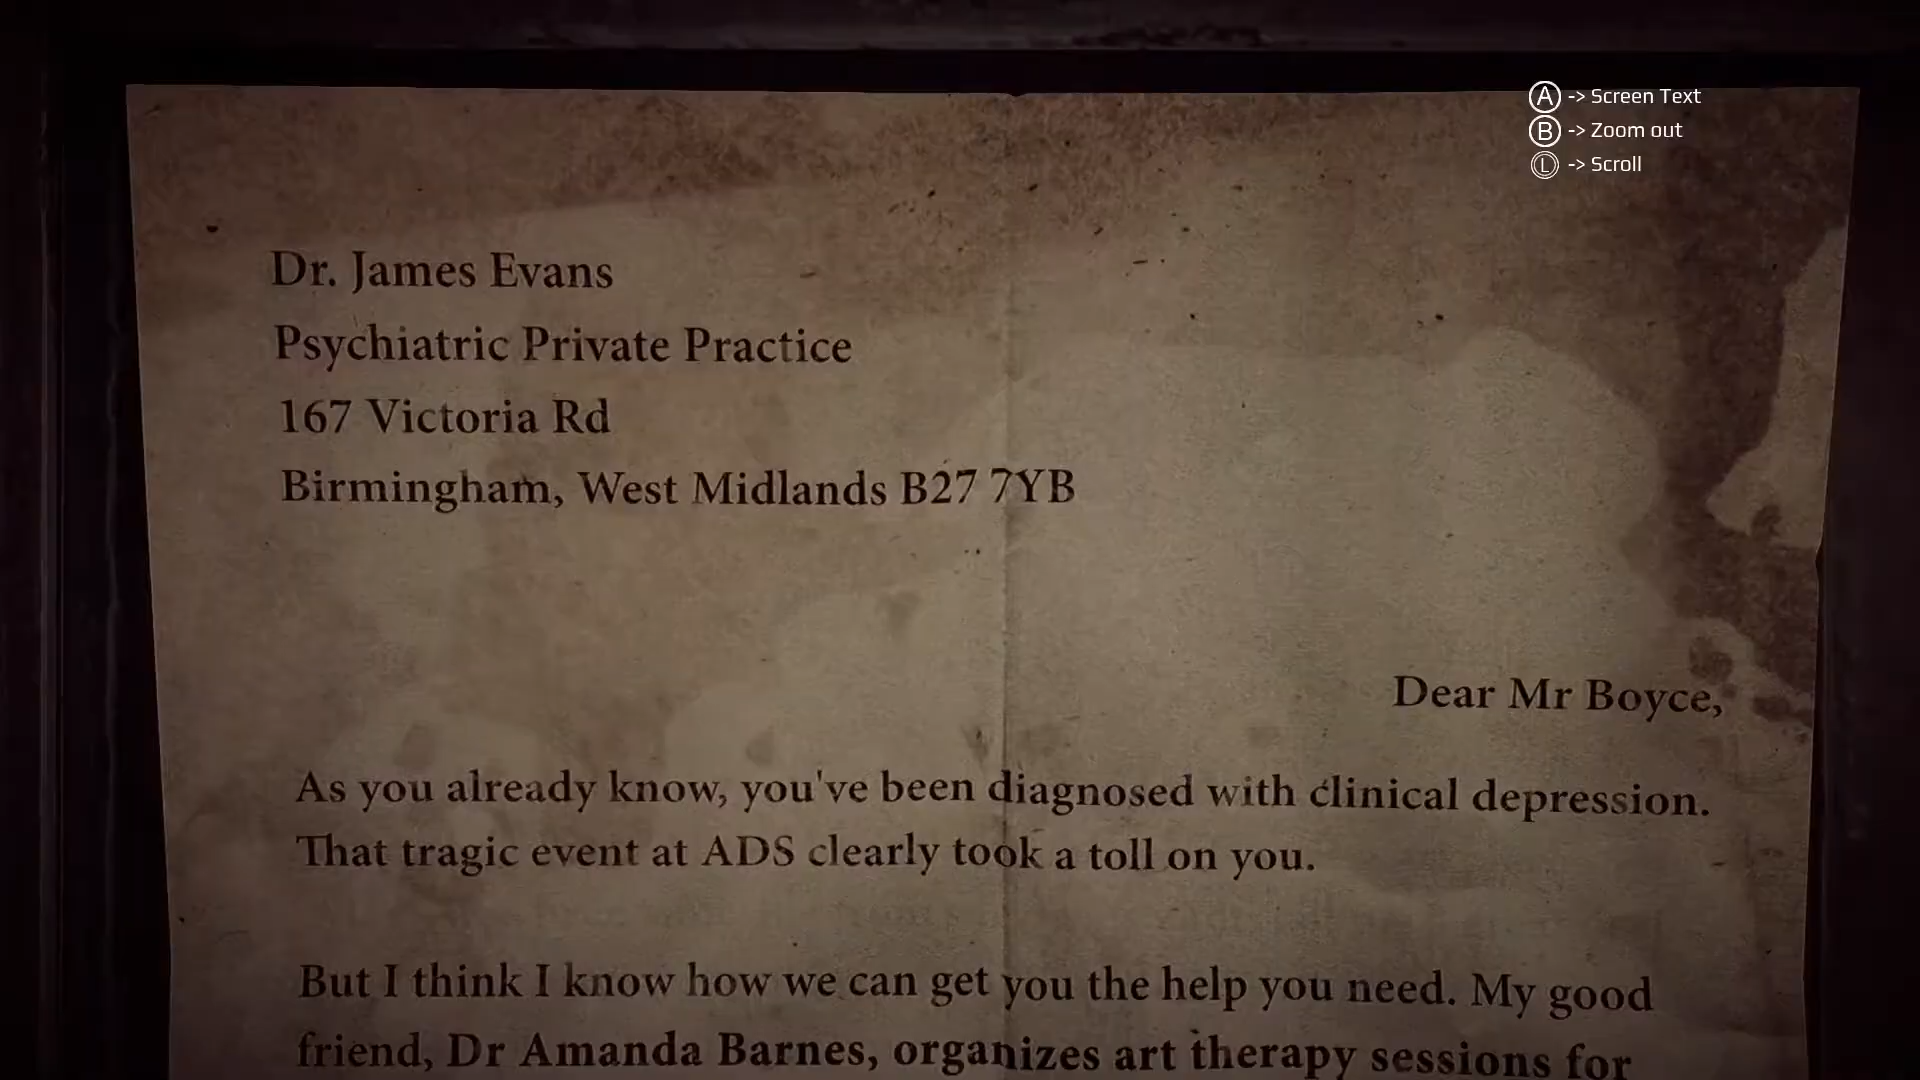 Ⓐ -> Screen Text
Ⓑ -> Zoom out
Ⓛ -> Scroll
Dr. James Evans
Psychiatric Private Practice
167 Victoria Rd
Birmingham, West Midlands B27 7YB
Dear Mr Boyce,
As you already know, you've been diagnosed with clinical depression.
That tragic event at ADS clearly took a toll on you.
But I think I know how we can get you the help you need. My good
friend, Dr Amanda Barnes, organizes art therapy sessions for